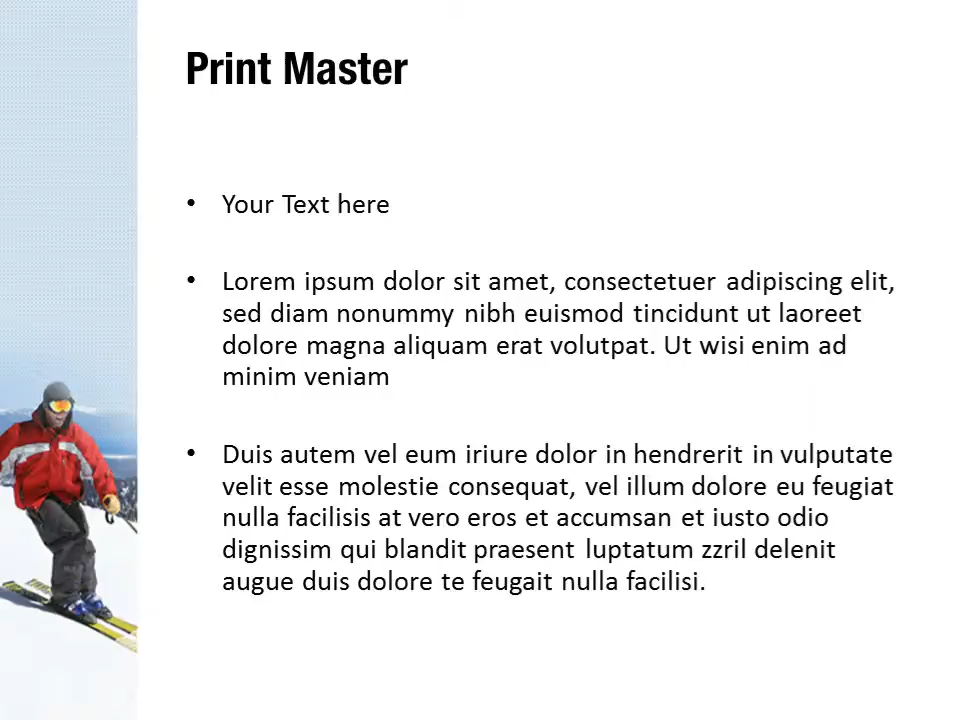 Print Master
• Your Text here
• Lorem ipsum dolor sit amet, consectetuer adipiscing elit,
sed diam nonummy nibh euismod tincidunt ut laoreet
dolore magna aliquam erat volutpat. Ut wisi enim ad
minim veniam
• Duis autem vel eum iriure dolor in hendrerit in vulputate
velit esse molestie consequat, vel illum dolore eu feugiat
nulla facilisis at vero eros et accumsan et iusto odio
dignissim qui blandit praesent luptatum zzril delenit
augue duis dolore te feugait nulla facilisi.